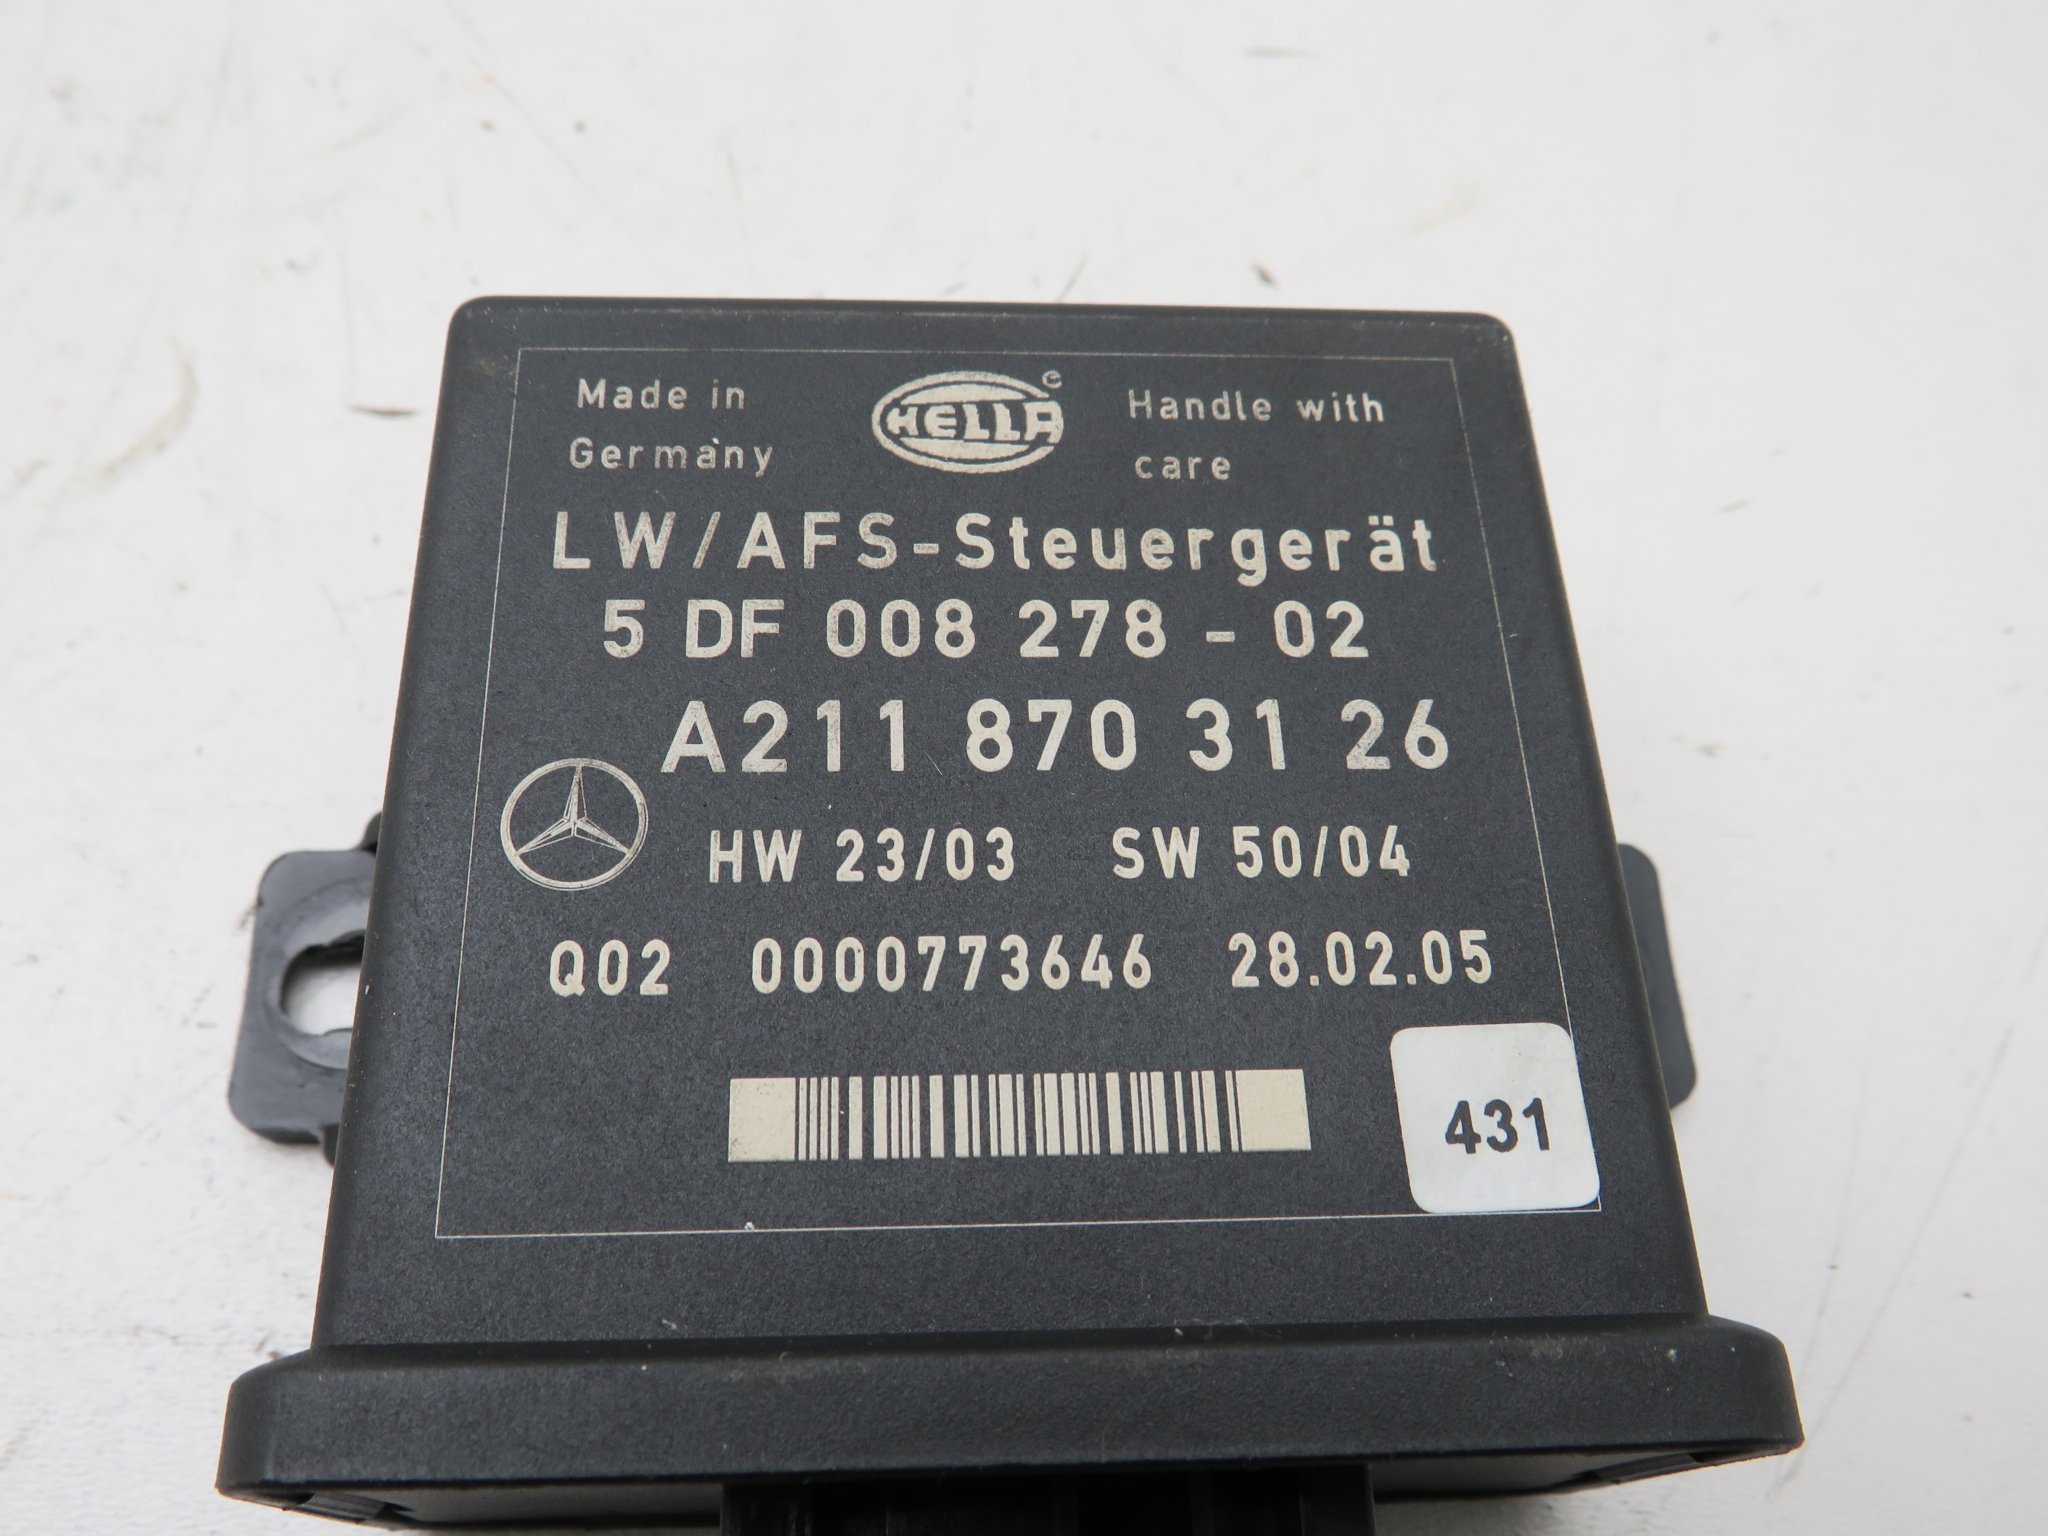 Made in
Germany
HELLA
Handle with
care
LW/AFS-Steuergerät
5 DF 008 278 - 02
A211 870 31 26
HW 23/03 SW 50/04
Q02 0000773646 28.02.05
431